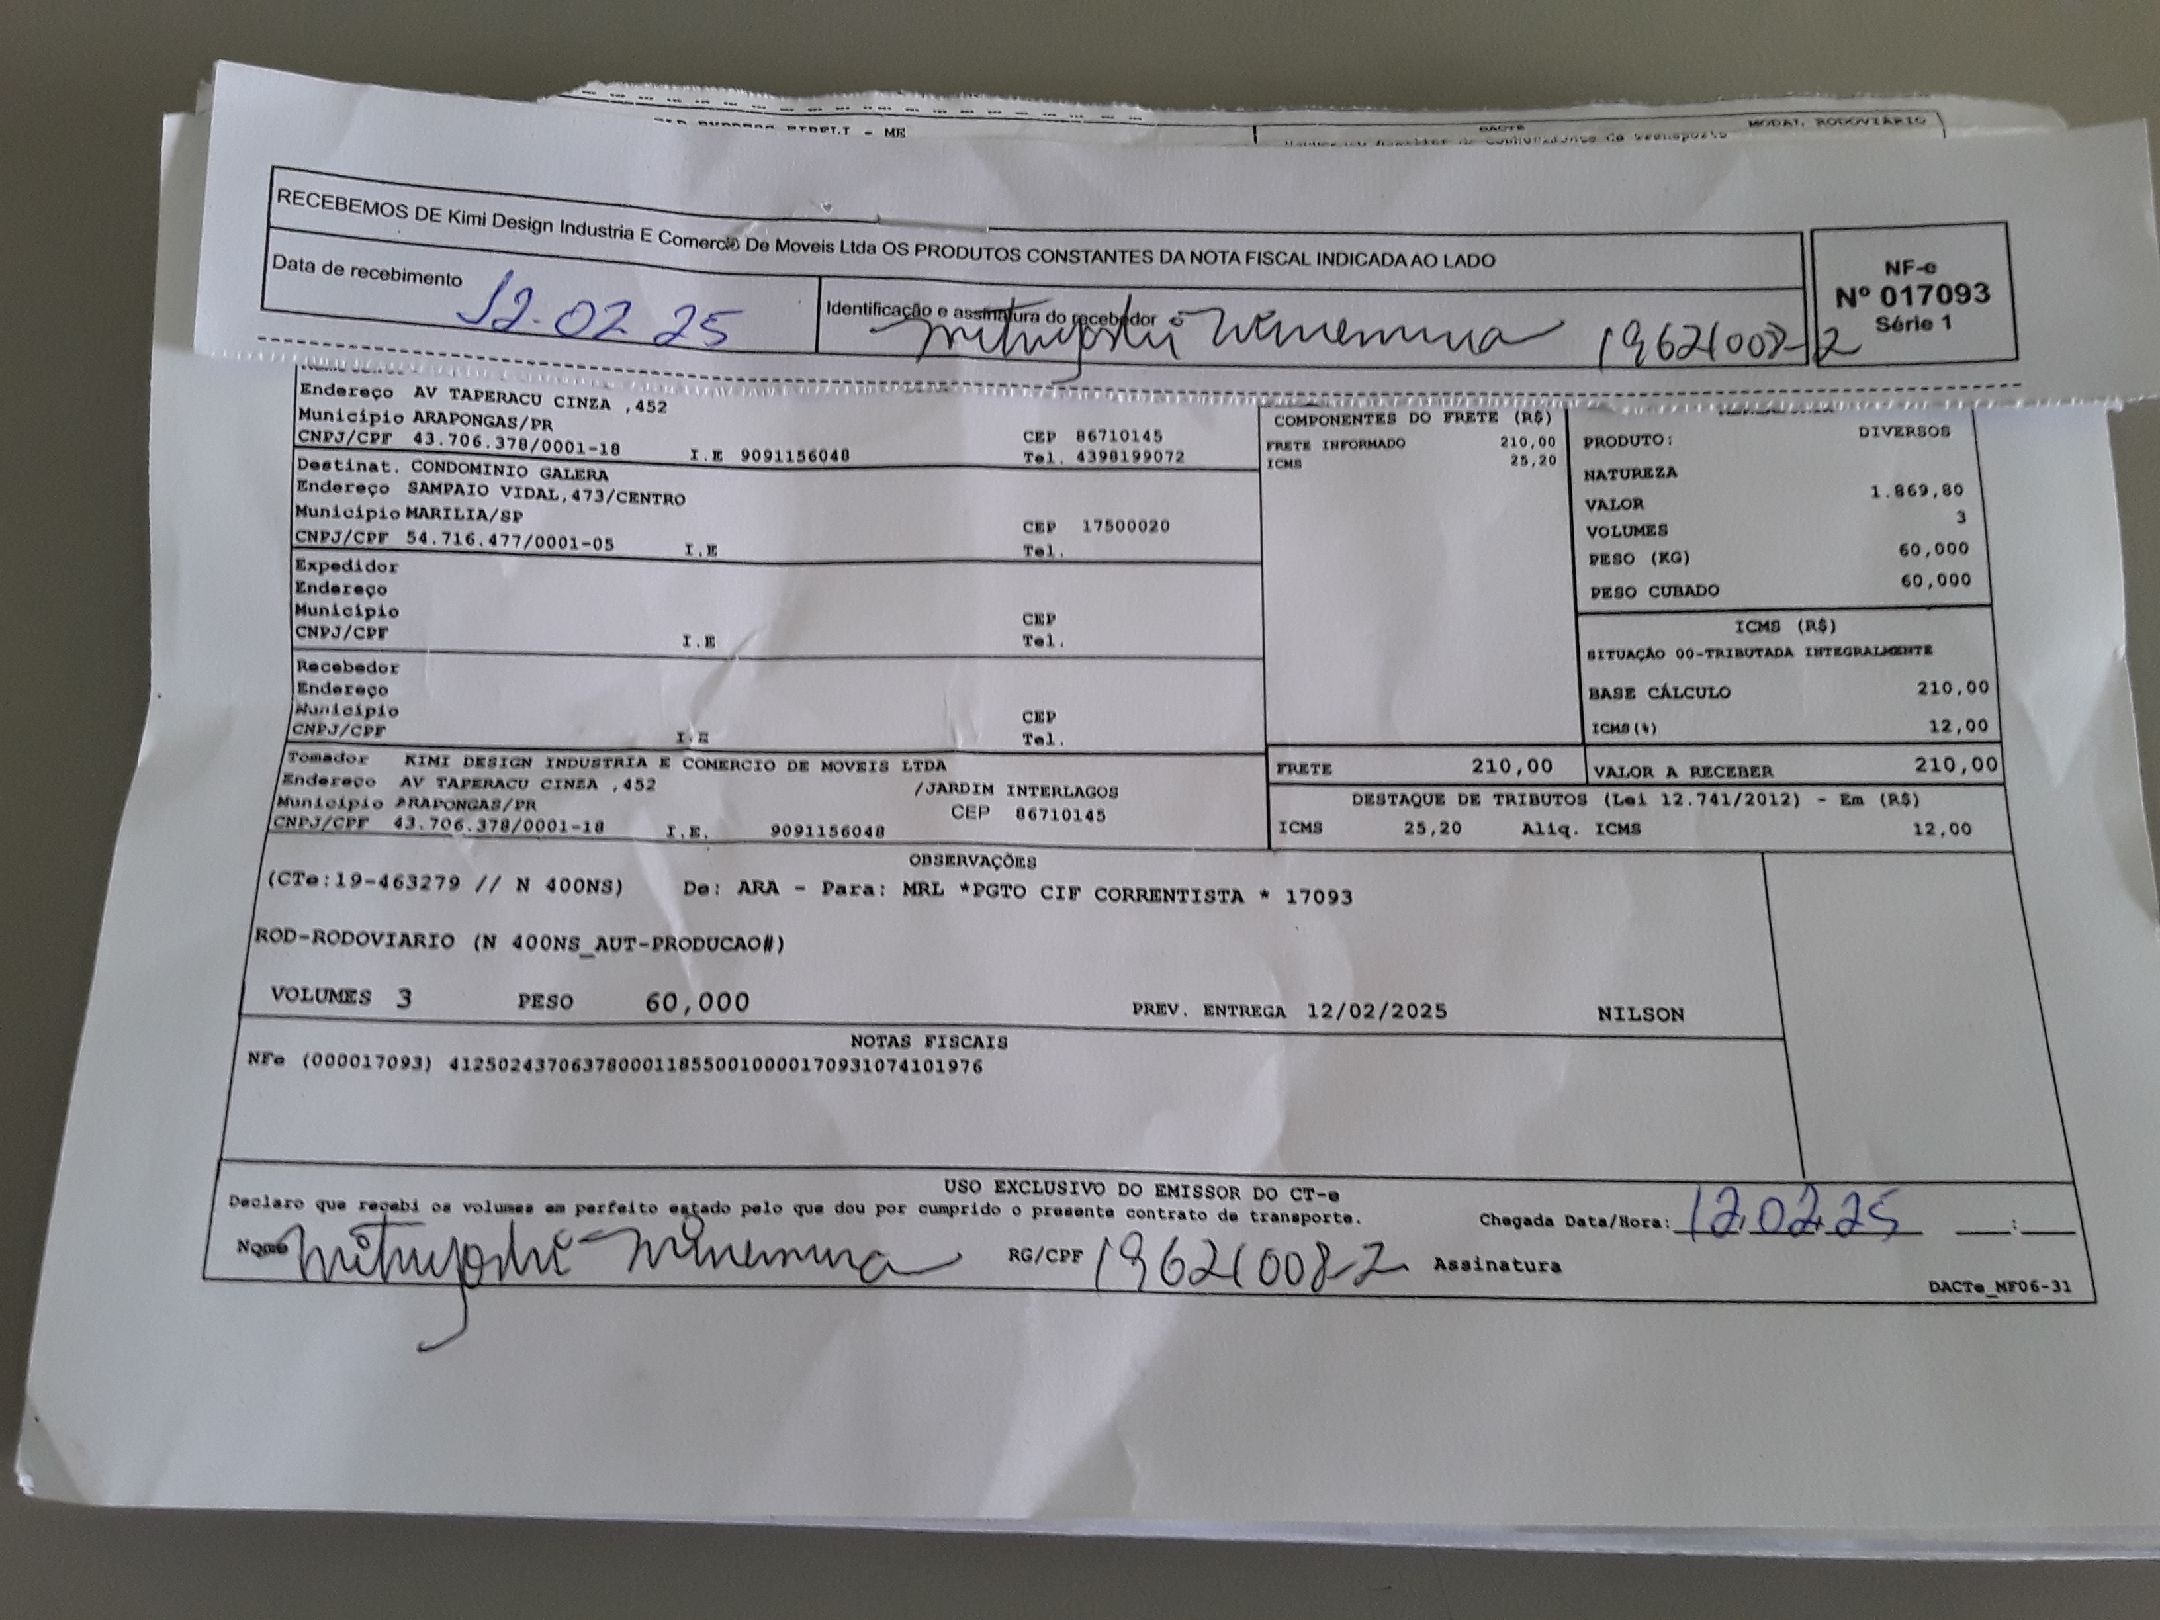 - ME
DACTE
MODAL RODOVIÁRIO
RECEBEMOS DE Kimi Design Industria E Comercio De Moveis Ltda OS PRODUTOS CONSTANTES DA NOTA FISCAL INDICADA AO LADO
Data de recebimento 12.02 25
Identificação e assinatura do recebedor
196210082
NF-e
Nº 017093
Série 1
Endereço AV TAPERACU CINZA ,452
Município ARAPONGAS/PR CEP 86710145
CNPJ/CPF 43.706.378/0001-18 I.E 9091156048 Tel. 4398199072
Destinat. CONDOMINIO GALERA
Endereço SAMPAIO VIDAL,473/CENTRO
Município MARILIA/SP CEP 17500020
CNPJ/CPF 54.716.477/0001-05 I.E Tel.
Expedidor
Endereço
Município CEP
CNPJ/CPF I.E Tel.
Recebedor
Endereço
Município CEP
CNPJ/CPF I.E Tel.
Tomador KIMI DESIGN INDUSTRIA E COMERCIO DE MOVEIS LTDA
Endereço AV TAPERACU CINZA ,452 /JARDIM INTERLAGOS
Município ARAPONGAS/PR CEP 86710145
CNPJ/CPF 43.706.378/0001-18 I.E. 9091156048
COMPONENTES DO FRETE (R$)
FRETE INFORMADO 210,00
ICMS 25,20
PRODUTO: DIVERSOS
NATUREZA
VALOR 1.869,80
VOLUMES 3
PESO (KG) 60,000
PESO CUBADO 60,000
ICMS (R$)
SITUAÇÃO 00-TRIBUTADA INTEGRALMENTE
BASE CÁLCULO 210,00
ICMS(%) 12,00
FRETE 210,00 VALOR A RECEBER 210,00
DESTAQUE DE TRIBUTOS (Lei 12.741/2012) - Em (R$)
ICMS 25,20 Aliq. ICMS 12,00
OBSERVAÇÕES
(CTe:19-463279 // N 400NS) De: ARA - Para: MRL *PGTO CIF CORRENTISTA * 17093
ROD-RODOVIARIO (N 400NS_AUT-PRODUCAO#)
VOLUMES 3 PESO 60,000 PREV. ENTREGA 12/02/2025 NILSON
NOTAS FISCAIS
NFe (000017093) 41250243706378000118550010000170931074101976
USO EXCLUSIVO DO EMISSOR DO CT-e
Declaro que recebi os volumes em perfeito estado pelo que dou por cumprido o presente contrato de transporte. Chegada Data/Hora: 12.02.25 :
Nome RG/CPF 19621008-2 Assinatura
DACTe_MF06-31